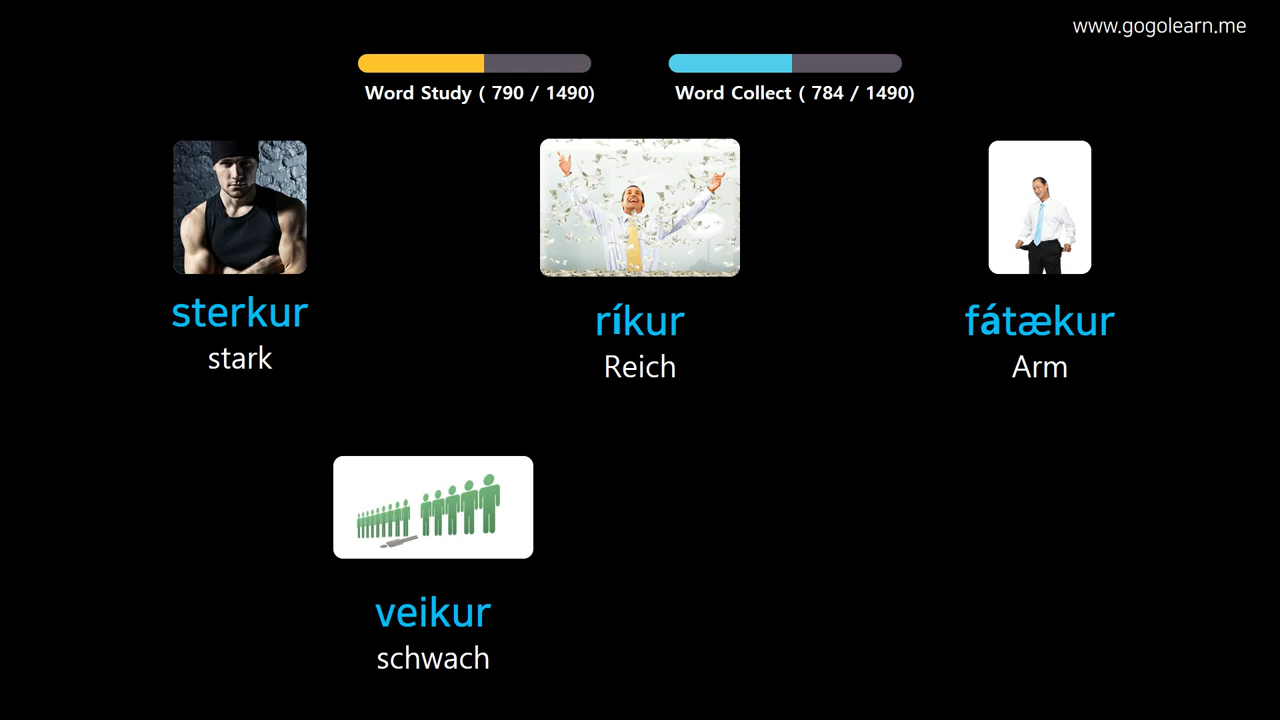 www.gogolearn.me
Word Study ( 790 / 1490)
Word Collect ( 784 / 1490)
sterkur
stark
ríkur
Reich
fátækur
Arm
veikur
schwach